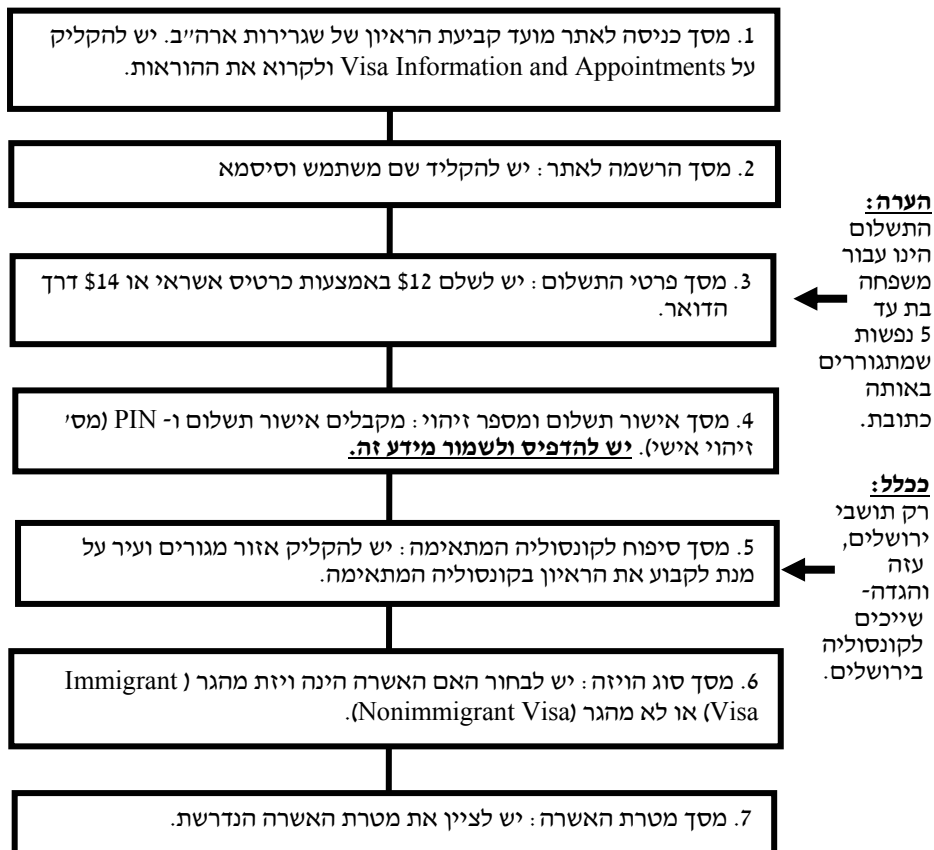 1. מסך כניסה לאתר מועד קביעת הראיון של שגרירות ארה״ב. יש להקליק
על Visa Information and Appointments ולקרוא את ההוראות.
2. מסך הרשמה לאתר: יש להקליד שם משתמש וסיסמא
3. מסך פרטי התשלום: יש לשלם $12 באמצעות כרטיס אשראי או $14 דרך
הדואר.
הערה:
התשלום
הינו עבור
משפחה
בת עד
5 נפשות
שמתגוררים
באותה
כתובת.
4. מסך אישור תשלום ומספר זיהוי: מקבלים אישור תשלום ו- PIN (מס׳
זיהוי אישי). יש להדפיס ולשמור מידע זה.
5. מסך סיפוח לקונסוליה המתאימה: יש להקליק אזור מגורים ועיר על
מנת לקבוע את הראיון בקונסוליה המתאימה.
ככלל:
רק תושבי
ירושלים,
עזה
והגדה-
שייכים
לקונסוליה
בירושלים.
6. מסך סוג הויזה: יש לבחור האם האשרה הינה ויזת מהגר (Immigrant
Visa) או לא מהגר (Nonimmigrant Visa).
7. מסך מטרת האשרה: יש לציין את מטרת האשרה הנדרשת.